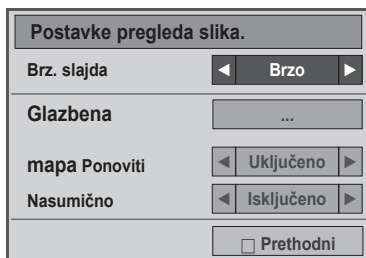 Postavke pregleda slika.
Brz. slajda ◄ Brzo ►
Glazbena ...
mapa Ponoviti ◄ Uključeno ►
Nasumično ◄ Isključeno ►
□ Prethodni